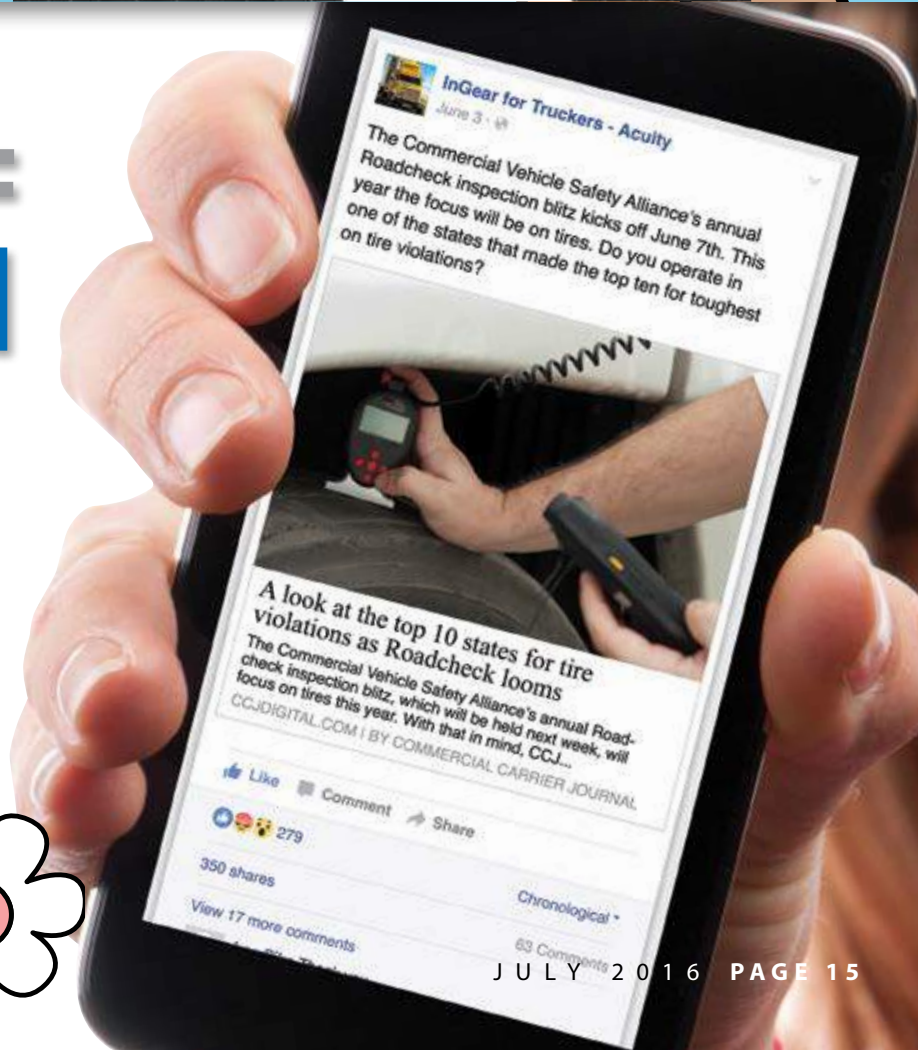 InGear for Truckers - Acuity
June 3 ·
The Commercial Vehicle Safety Alliance's annual
Roadcheck inspection blitz kicks off June 7th. This
year the focus will be on tires. Do you operate in
one of the states that made the top ten for toughest
on tire violations?
A look at the top 10 states for tire
violations as Roadcheck looms
The Commercial Vehicle Safety Alliance's annual Road-
check inspection blitz, which will be held next week, will
focus on tires this year. With that in mind, CCJ...
CCJDIGITAL.COM | BY COMMERCIAL CARRIER JOURNAL
Like Comment Share
279
350 shares
Chronological
View 17 more comments
63 Comments
JULY 2016 PAGE 15